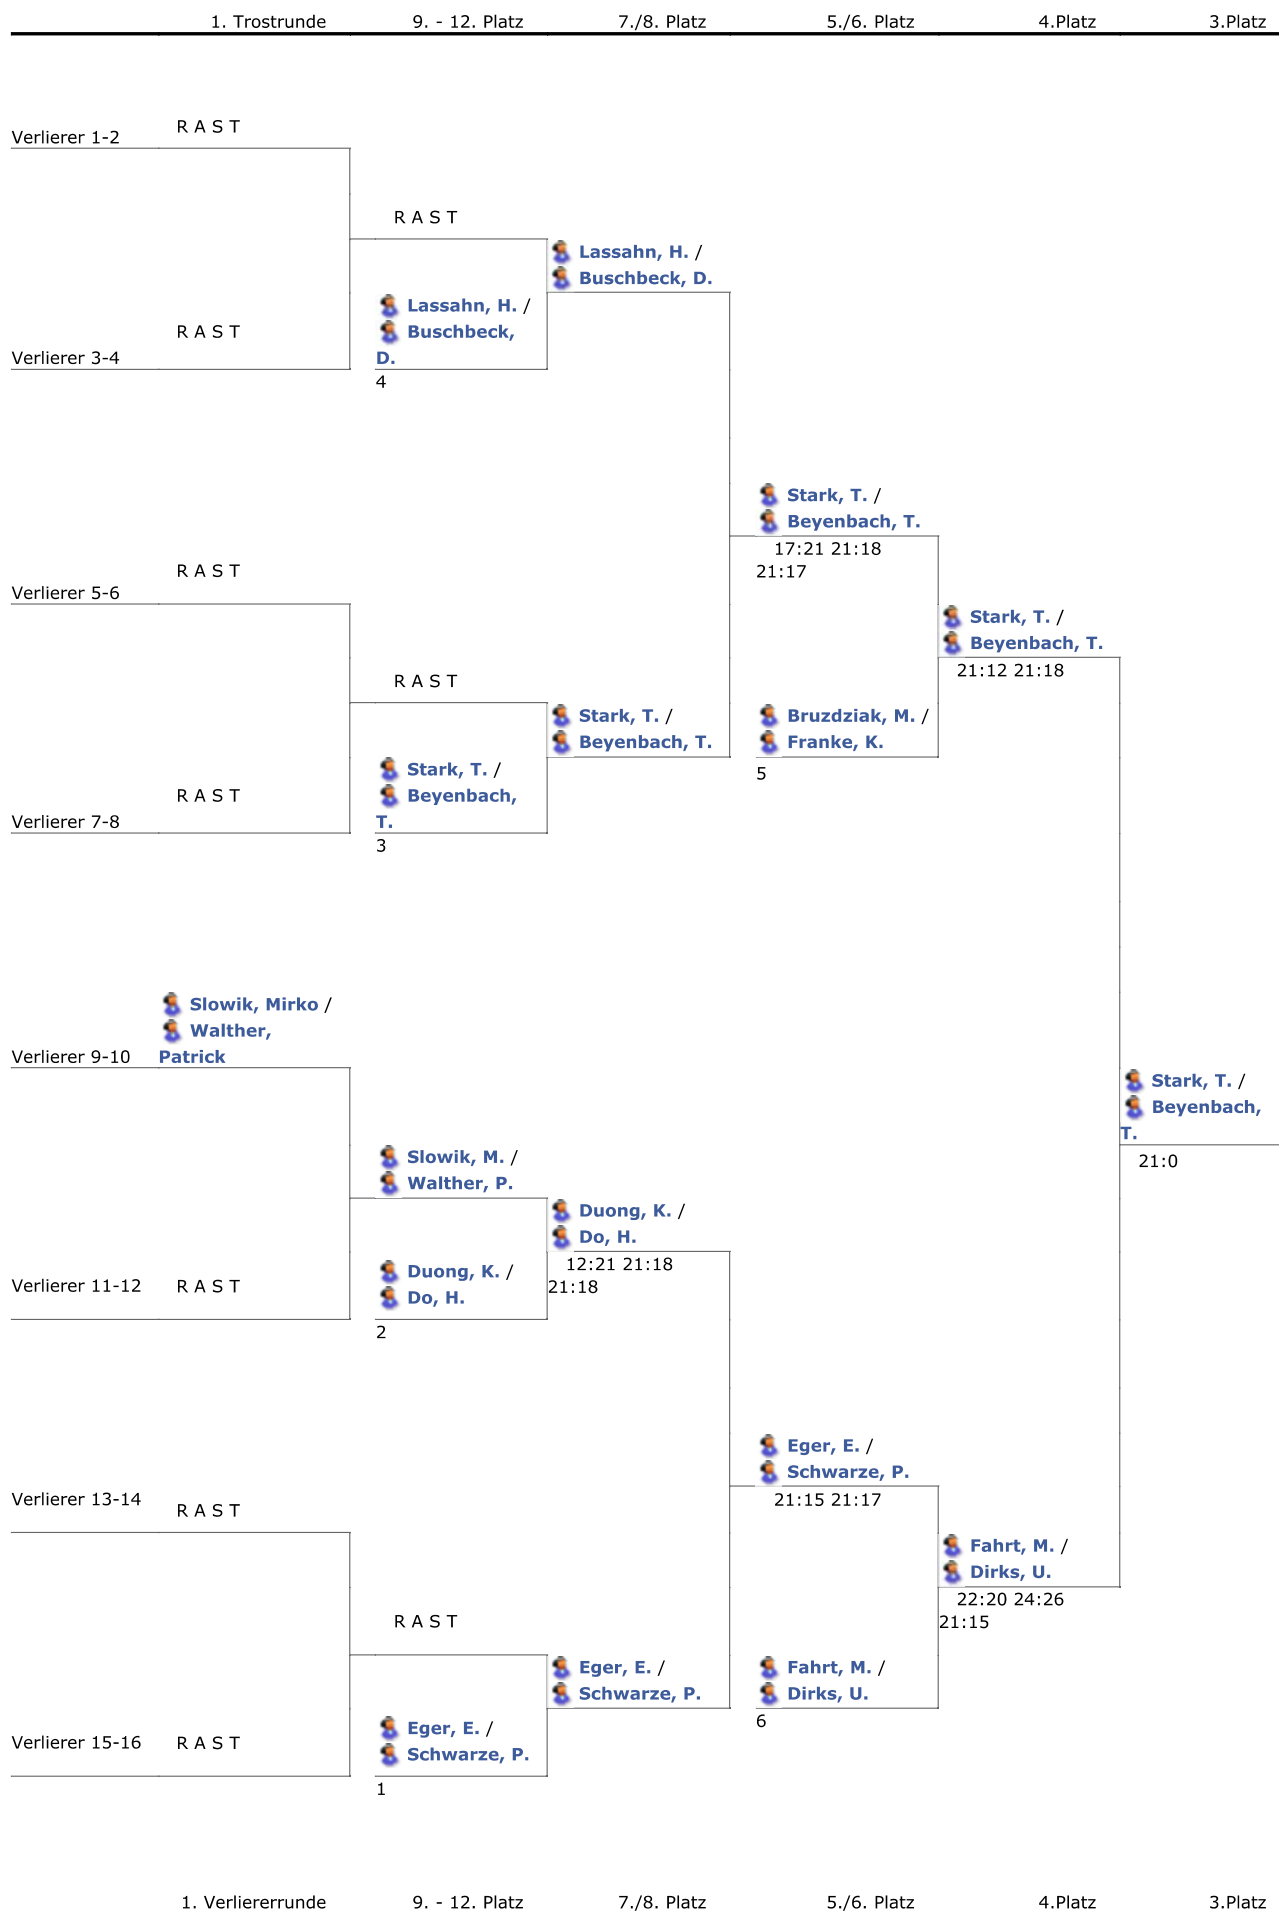 1. Trostrunde 9. - 12. Platz 7./8. Platz 5./6. Platz 4.Platz 3.Platz
R A S T
Verlierer 1-2
R A S T
Lassahn, H. /
Buschbeck, D.
Lassahn, H. /
Buschbeck,
D.
R A S T
Verlierer 3-4
4
Stark, T. /
Beyenbach, T.
17:21 21:18
21:17
R A S T
Verlierer 5-6
Stark, T. /
Beyenbach, T.
21:12 21:18
R A S T
Stark, T. /
Beyenbach, T.
Bruzdziak, M. /
Franke, K.
5
Stark, T. /
Beyenbach,
T.
R A S T
Verlierer 7-8
3
Slowik, Mirko /
Walther,
Verlierer 9-10 Patrick
Stark, T. /
Beyenbach,
T.
21:0
Slowik, M. /
Walther, P.
Duong, K. /
Do, H.
12:21 21:18
21:18
Duong, K. /
Do, H.
Verlierer 11-12 R A S T
2
Eger, E. /
Schwarze, P.
21:15 21:17
Verlierer 13-14
R A S T
Fahrt, M. /
Dirks, U.
22:20 24:26
21:15
R A S T
Eger, E. /
Schwarze, P.
Fahrt, M. /
Dirks, U.
6
Eger, E. /
Schwarze, P.
Verlierer 15-16 R A S T
1
1. Verliererrunde 9. - 12. Platz 7./8. Platz 5./6. Platz 4.Platz 3.Platz